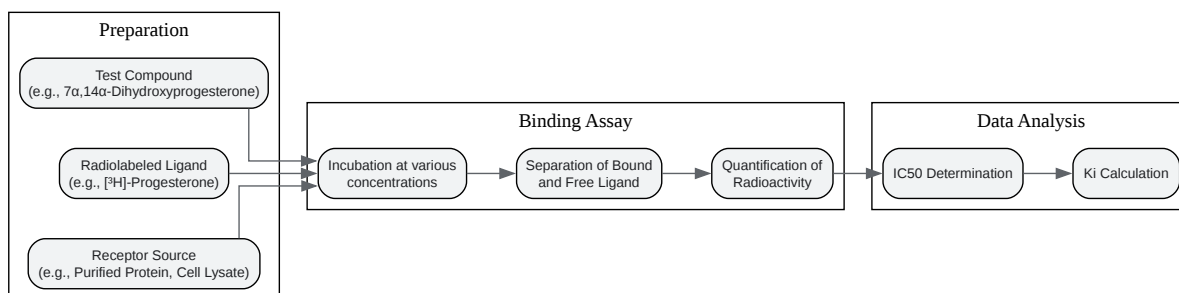 Preparation
Test Compound
(e.g., 7α,14α-Dihydroxyprogesterone)
Radiolabeled Ligand
(e.g., [³H]-Progesterone)
Receptor Source
(e.g., Purified Protein, Cell Lysate)
Binding Assay
Incubation at various
concentrations
Separation of Bound
and Free Ligand
Quantification of
Radioactivity
Data Analysis
IC50 Determination
Ki Calculation